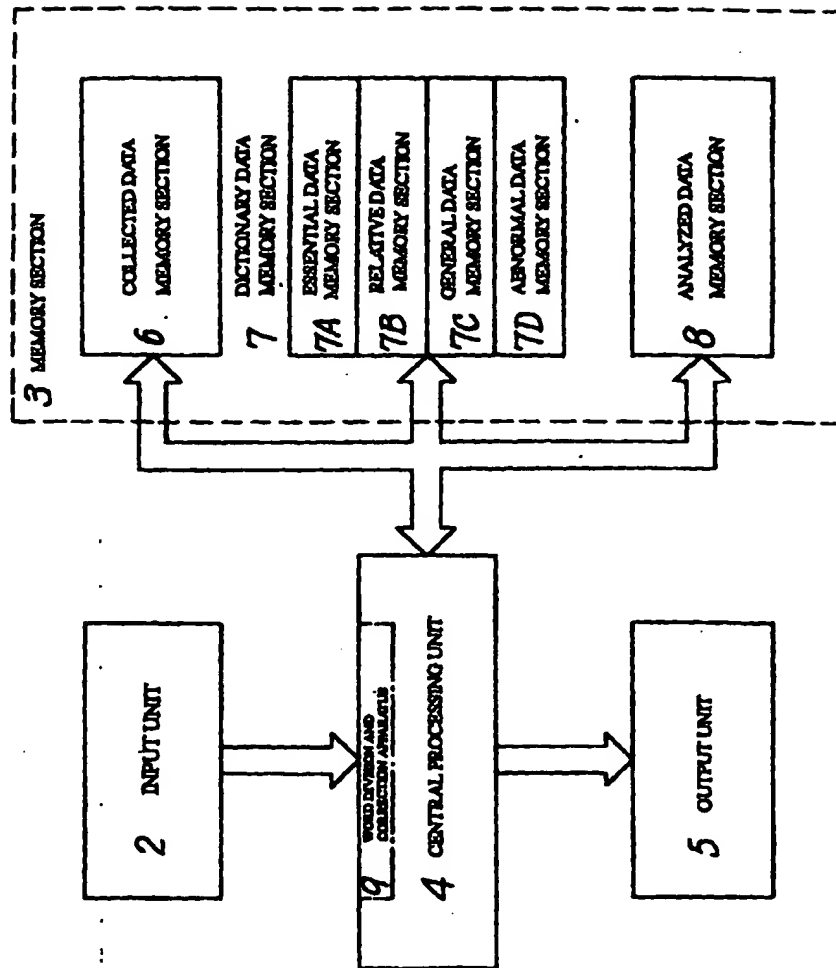 3 MEMORY SECTION
2 INPUT UNIT
9 WORD DIVISION AND
CORRECTION APPARATUS
4 CENTRAL PROCESSING UNIT
5 OUTPUT UNIT
6 COLLECTED DATA
MEMORY SECTION
7 DICTIONARY DATA
MEMORY SECTION
7A ESSENTIAL DATA
MEMORY SECTION
7B RELATIVE DATA
MEMORY SECTION
7C GENERAL DATA
MEMORY SECTION
7D ABNORMAL DATA
MEMORY SECTION
8 ANALYZED DATA
MEMORY SECTION